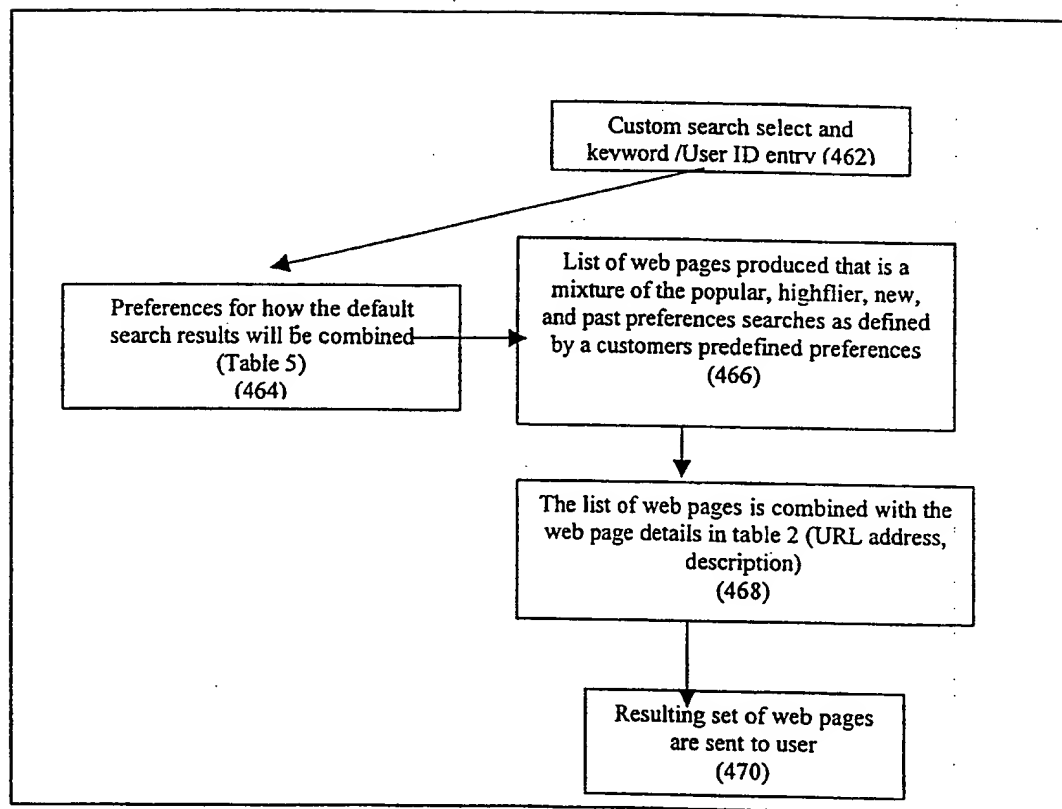 Custom search select and
keyword /User ID entry (462)
Preferences for how the default
search results will be combined
(Table 5)
(464)
List of web pages produced that is a
mixture of the popular, highflier, new,
and past preferences searches as defined
by a customers predefined preferences
(466)
The list of web pages is combined with the
web page details in table 2 (URL address,
description)
(468)
Resulting set of web pages
are sent to user
(470)